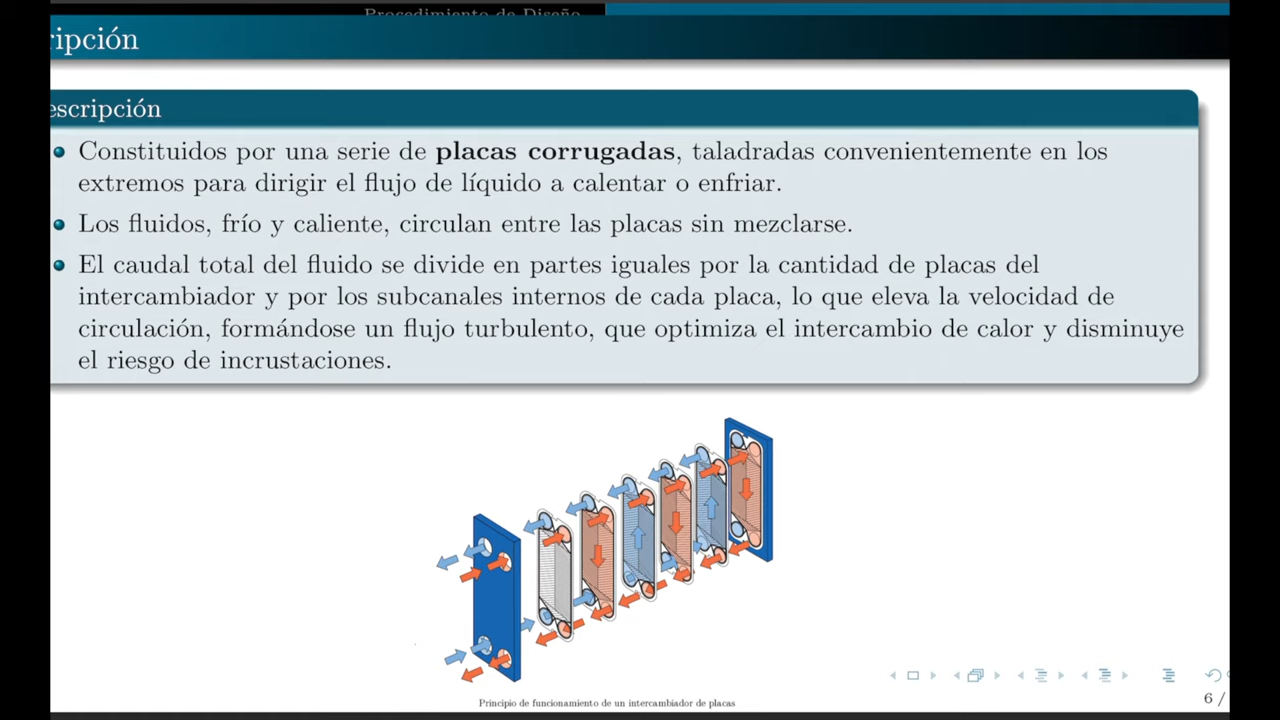 Procedimiento de Diseño
ripción
escripción
Constituidos por una serie de placas corrugadas, taladradas convenientemente en los
extremos para dirigir el flujo de líquido a calentar o enfriar.
Los fluidos, frío y caliente, circulan entre las placas sin mezclarse.
El caudal total del fluido se divide en partes iguales por la cantidad de placas del
intercambiador y por los subcanales internos de cada placa, lo que eleva la velocidad de
circulación, formándose un flujo turbulento, que optimiza el intercambio de calor y disminuye
el riesgo de incrustaciones.
Principio de funcionamiento de un intercambiador de placas
6 /